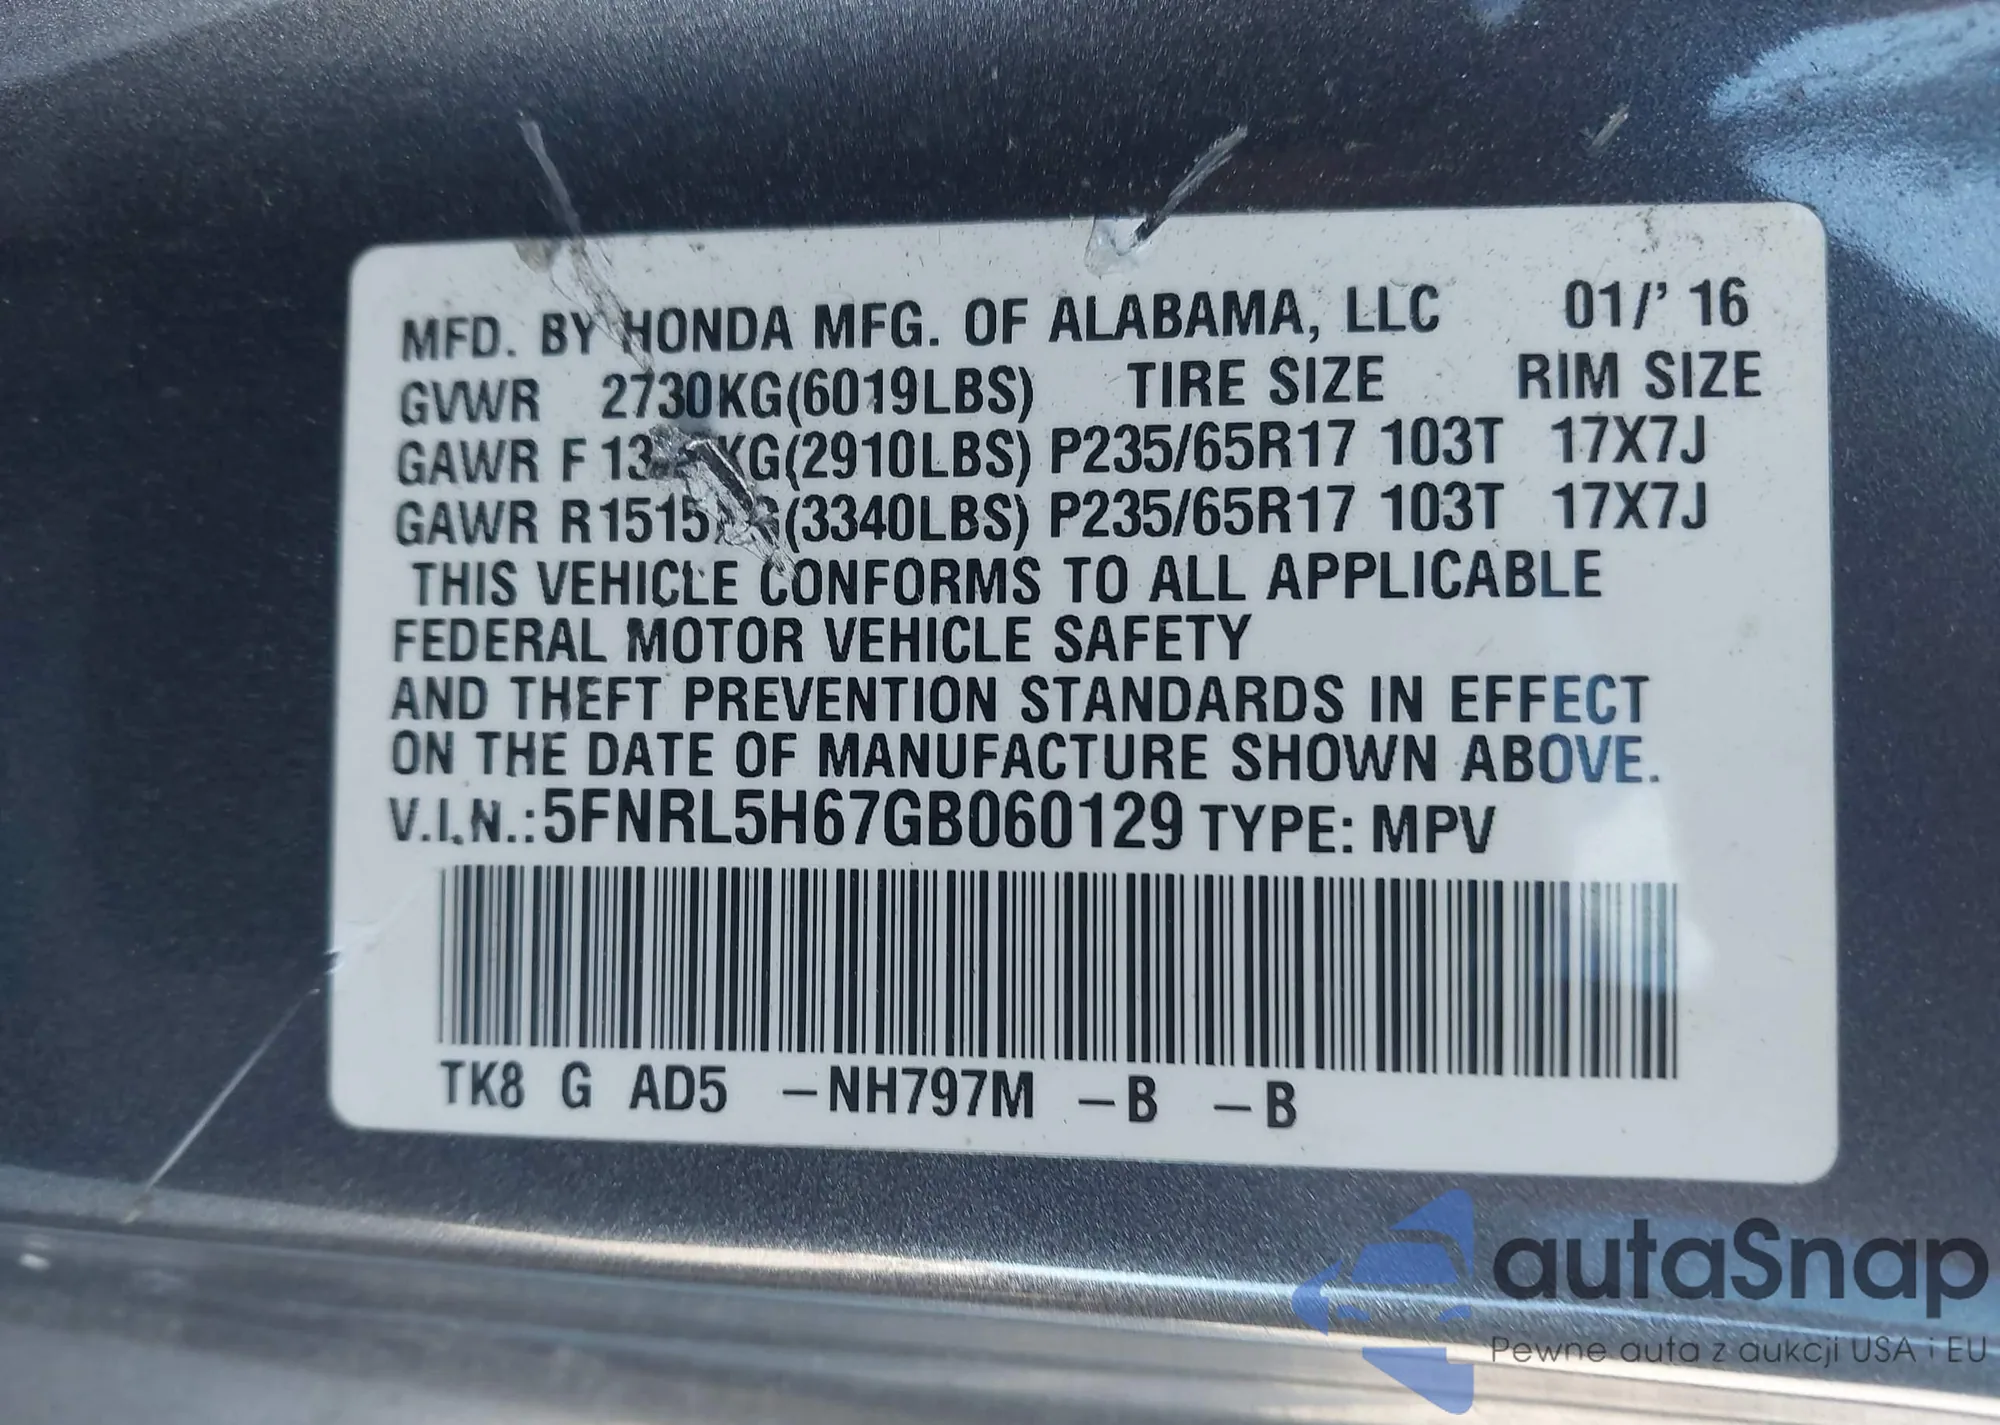 MFD. BY HONDA MFG. OF ALABAMA, LLC 01/' 16
GVWR 2730KG(6019LBS) TIRE SIZE RIM SIZE
GAWR F (2910LBS) P235/65R17 103T 17X7J
GAWR R1515KG(3340LBS) P235/65R17 103T 17X7J
THIS VEHICLE CONFORMS TO ALL APPLICABLE
FEDERAL MOTOR VEHICLE SAFETY
AND THEFT PREVENTION STANDARDS IN EFFECT
ON THE DATE OF MANUFACTURE SHOWN ABOVE.
V.I.N.:5FNRL5H67GB060129 TYPE: MPV
TK8 G AD5 -NH797M -B -B
autaSnap
Pewne auta z aukcji USA i EU